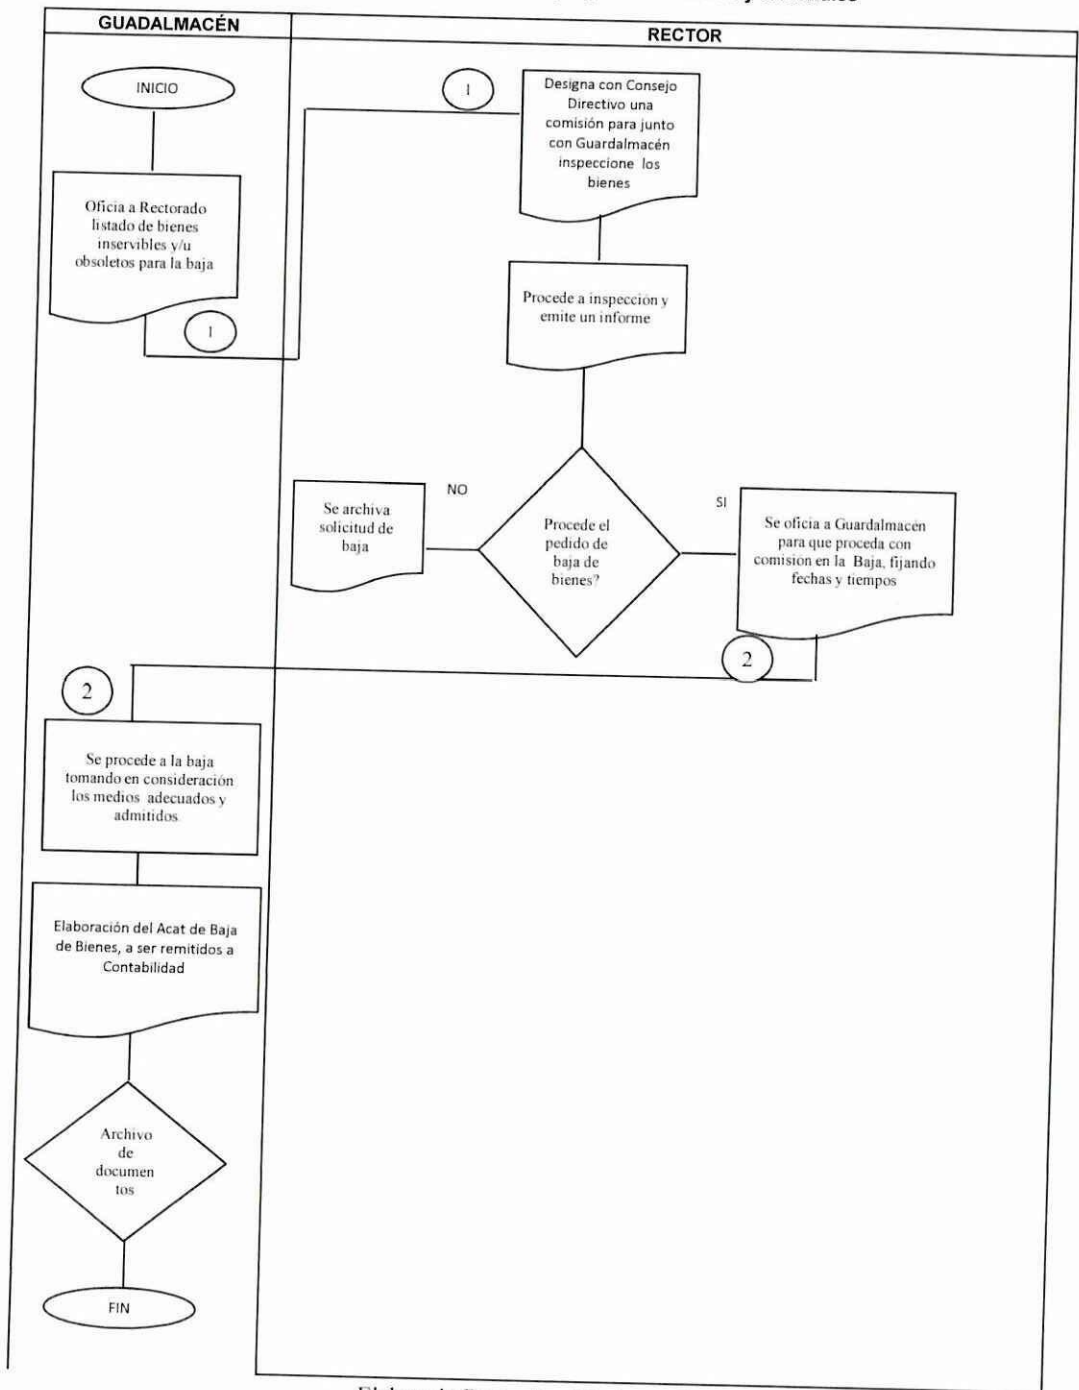 GUADALMACÉN
RECTOR
INICIO
Oficia a Rectorado
listado de bienes
inservibles y/u
obsoletos para la baja
1
1
Designa con Consejo
Directivo una
comisión para junto
con Guardalmacén
inspeccione los
bienes
Procede a inspección y
emite un informe
Procede el
pedido de
baja de
bienes?
NO
Se archiva
solicitud de
baja
SI
Se oficia a Guardalmacén
para que proceda con
comisión en la Baja, fijando
fechas y tiempos
2
2
Se procede a la baja
tomando en consideración
los medios adecuados y
admitidos
Elaboración del Acat de Baja
de Bienes, a ser remitidos a
Contabilidad
Archivo
de
documen
tos
FIN